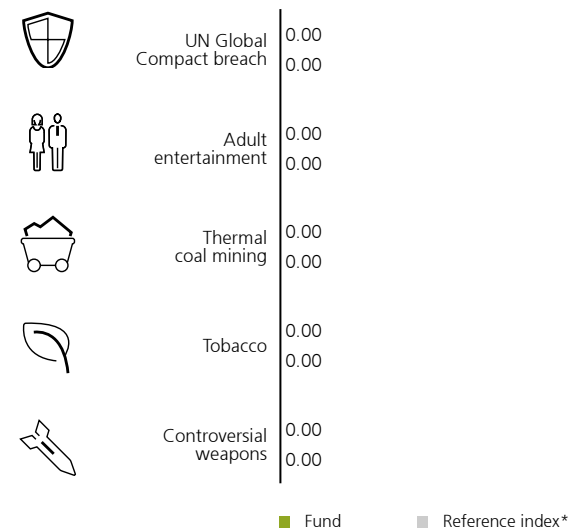 UN Global
Compact breach
0.00
0.00
Adult
entertainment
0.00
0.00
Thermal
coal mining
0.00
0.00
Tobacco
0.00
0.00
Controversial
weapons
0.00
0.00
Fund
Reference index*